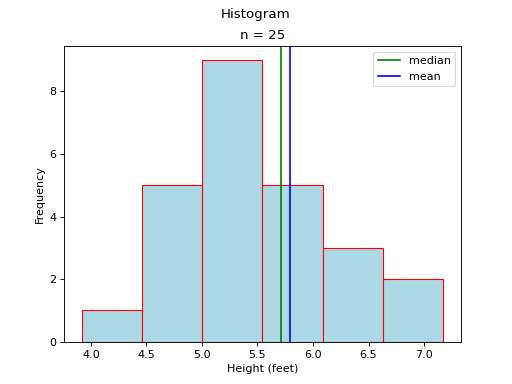 Histogram
n = 25
median
mean
Frequency
8
6
4
2
0
4.0 4.5 5.0 5.5 6.0 6.5 7.0
Height (feet)